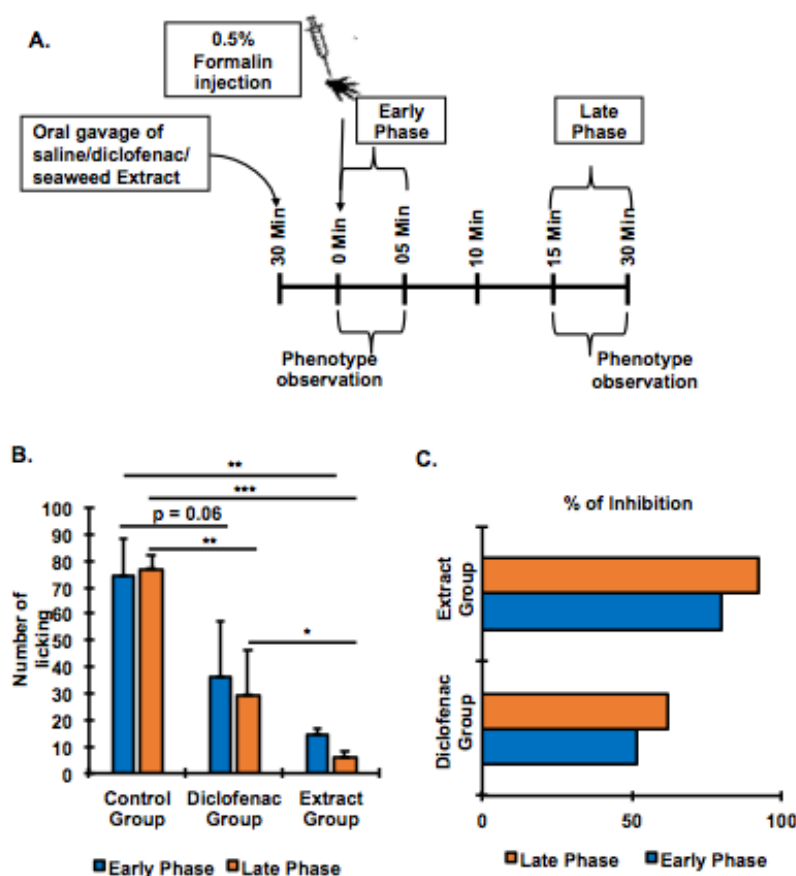 A.
0.5%
Formalin
injection
Early
Phase
Late
Phase
Oral gavage of
saline/diclofenac/
seaweed Extract
30 Min
0 Min
05 Min
10 Min
15 Min
30 Min
Phenotype
observation
Phenotype
observation
B.
**
***
p = 0.06
**
*
Number of
licking
100
90
80
70
60
50
40
30
20
10
0
Control
Group
Diclofenac
Group
Extract
Group
Early Phase
Late Phase
C.
% of Inhibition
Extract
Group
Diclofenac
Group
0
50
100
Late Phase
Early Phase